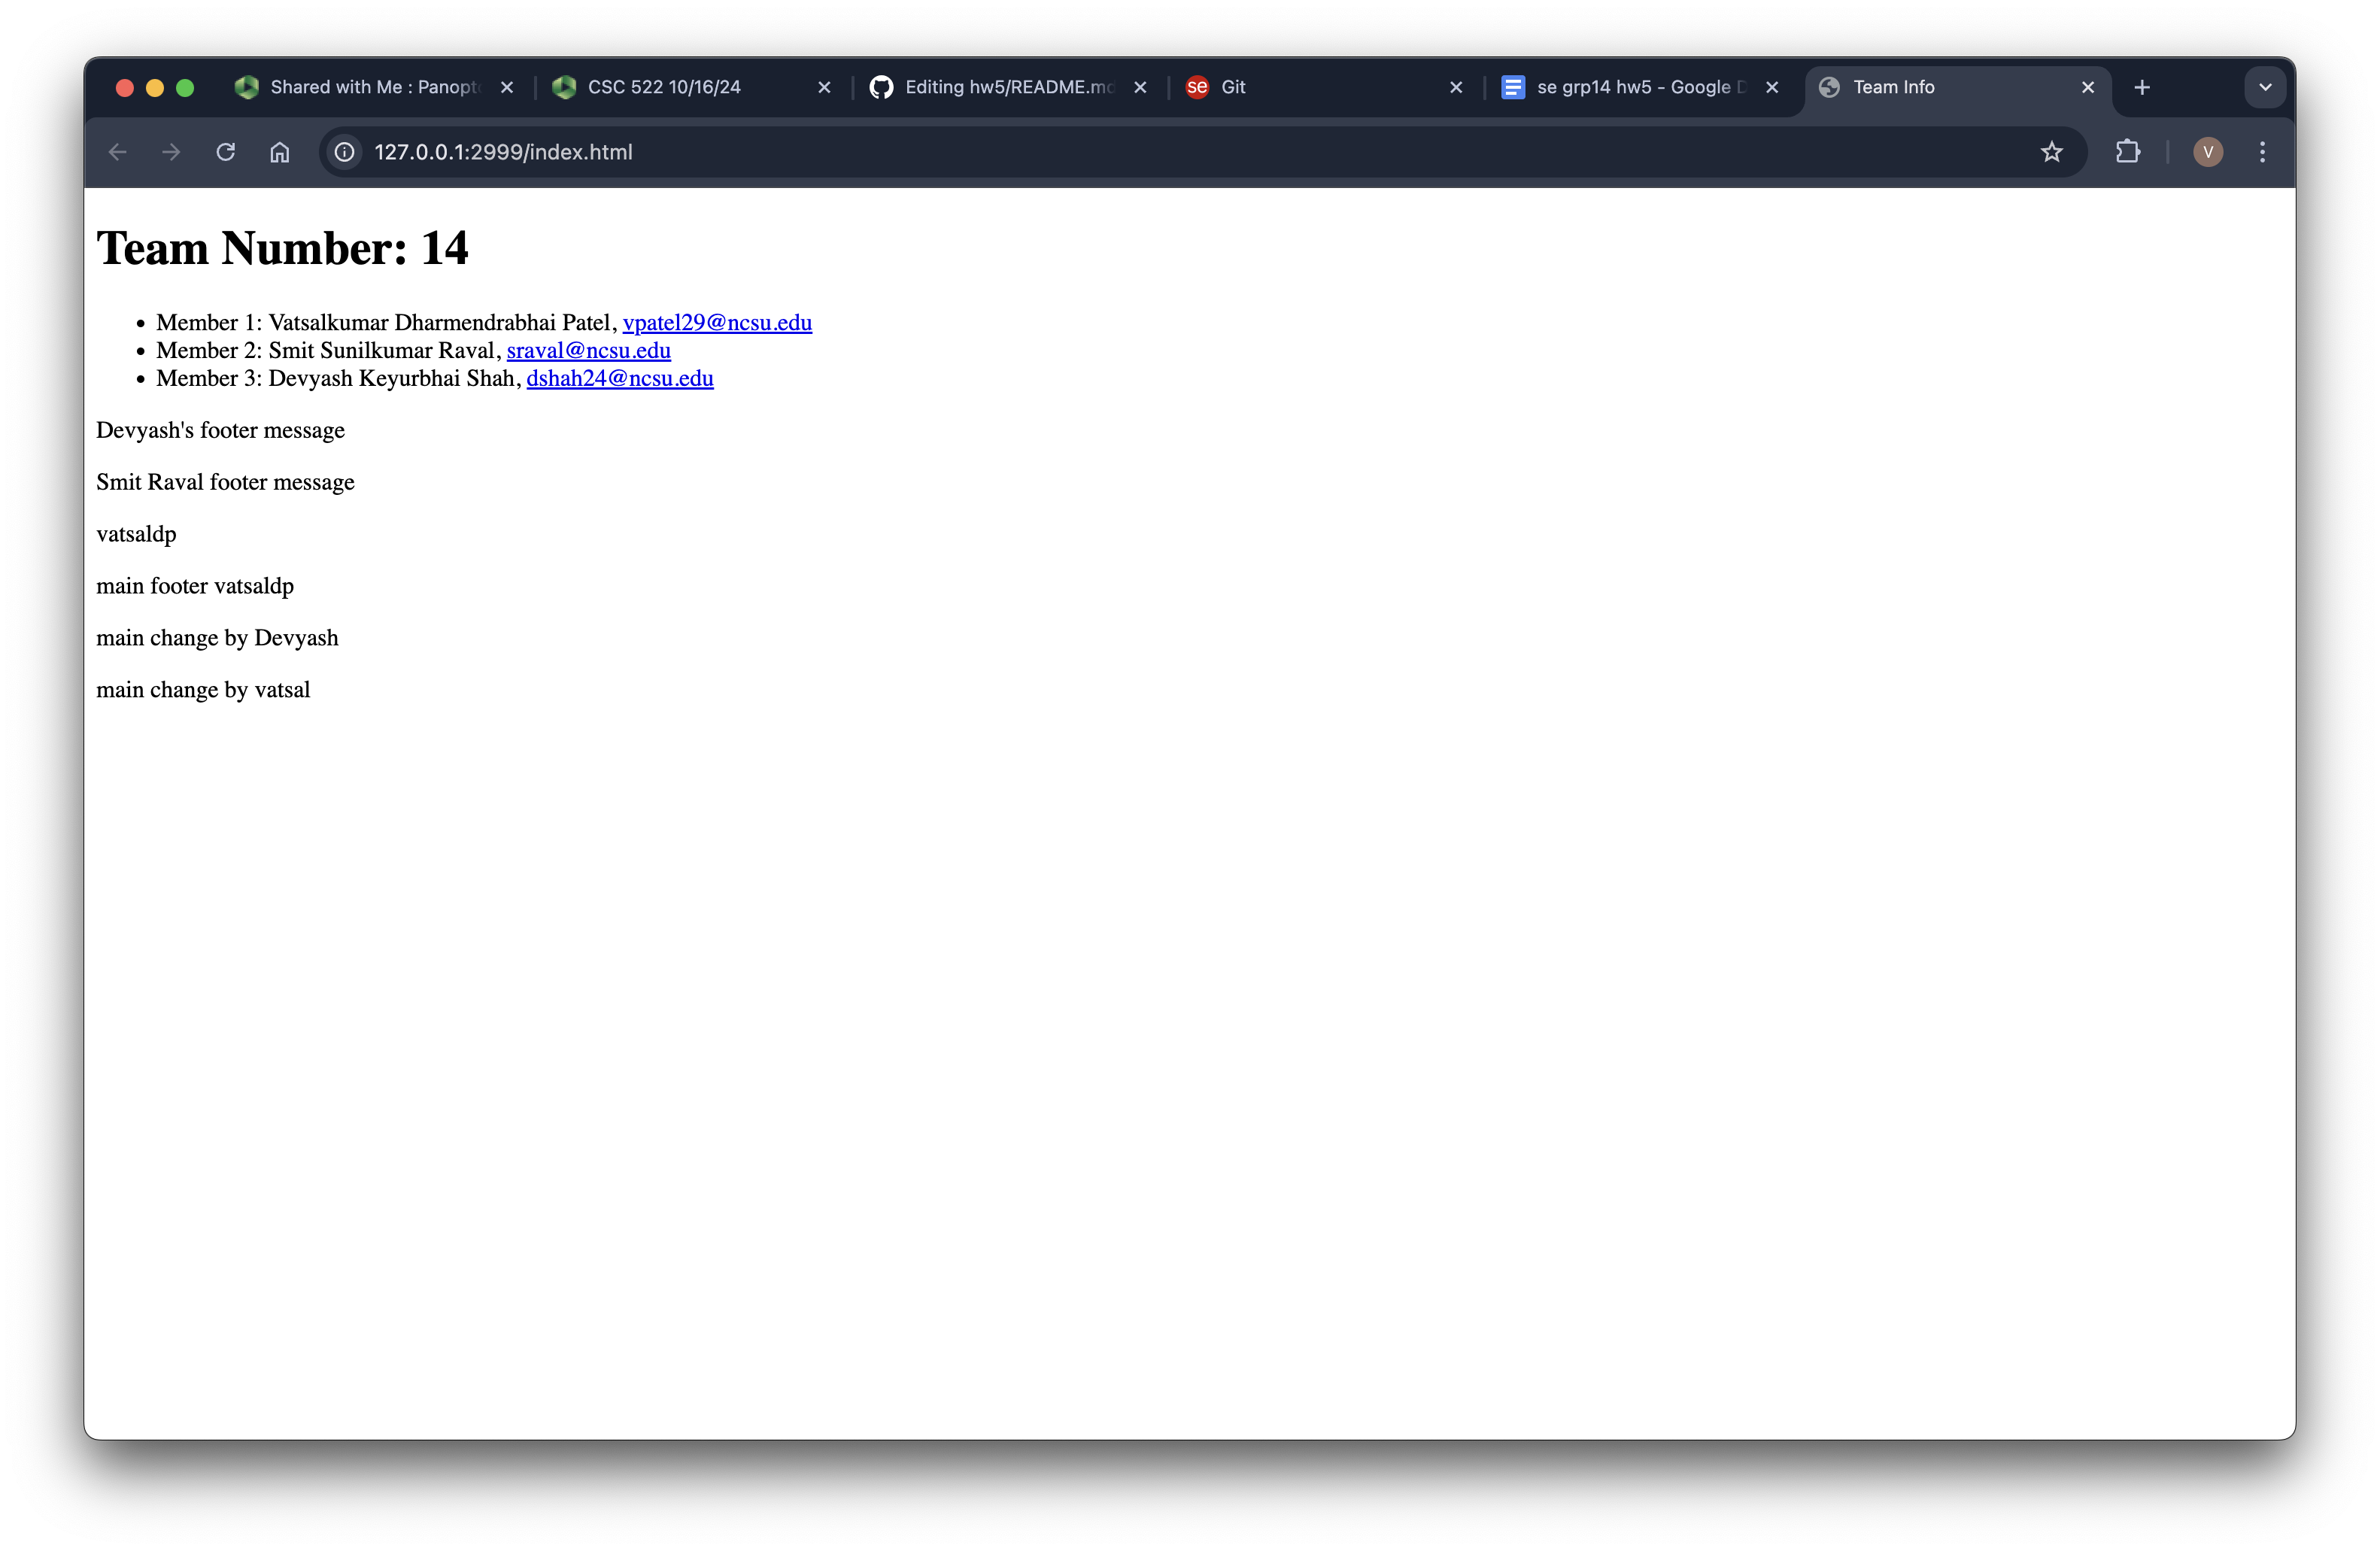 Shared with Me : Panopto
CSC 522 10/16/24
Editing hw5/README.md
se Git
se grp14 hw5 - Google D
Team Info
127.0.0.1:2999/index.html
V
Team Number: 14
• Member 1: Vatsalkumar Dharmendrabhai Patel, vpatel29@ncsu.edu
• Member 2: Smit Sunilkumar Raval, sraval@ncsu.edu
• Member 3: Devyash Keyurbhai Shah, dshah24@ncsu.edu
Devyash's footer message
Smit Raval footer message
vatsaldp
main footer vatsaldp
main change by Devyash
main change by vatsal